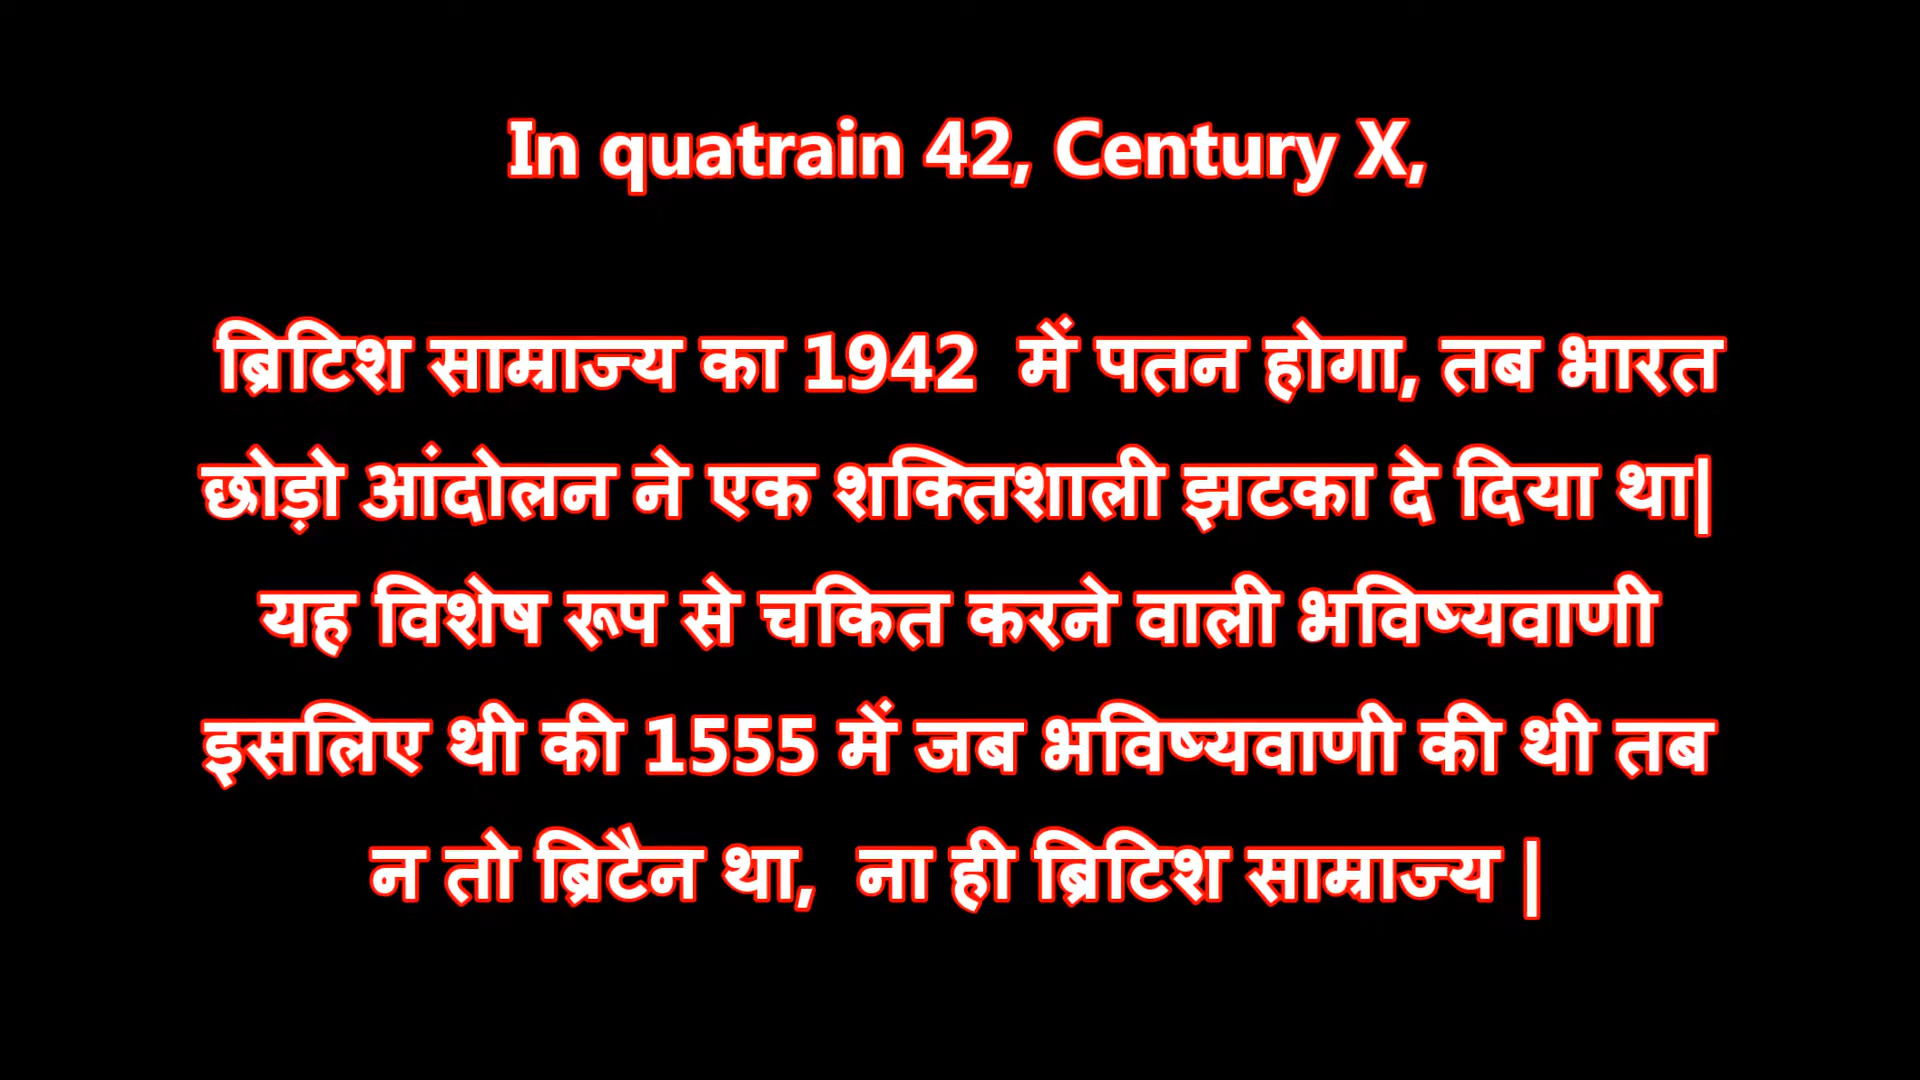 In quatrain 42, Century X,
ब्रिटिश साम्राज्य का 1942 में पतन होगा, तब भारत
छोड़ो आंदोलन ने एक शक्तिशाली झटका दे दिया था|
यह विशेष रूप से चकित करने वाली भविष्यवाणी
इसलिए थी की 1555 में जब भविष्यवाणी की थी तब
न तो ब्रिटैन था, ना ही ब्रिटिश साम्राज्य |